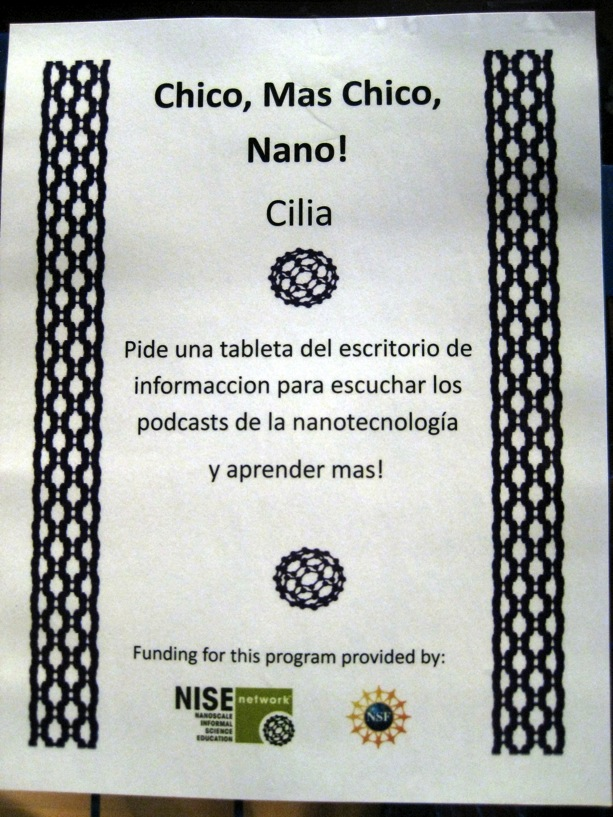 Chico, Mas Chico,
Nano!
Cilia
Pide una tableta del escritorio de
informaccion para escuchar los
podcasts de la nanotecnología
y aprender mas!
Funding for this program provided by:
NISE network
NANOSCALE
INFORMAL
SCIENCE
EDUCATION
NSF